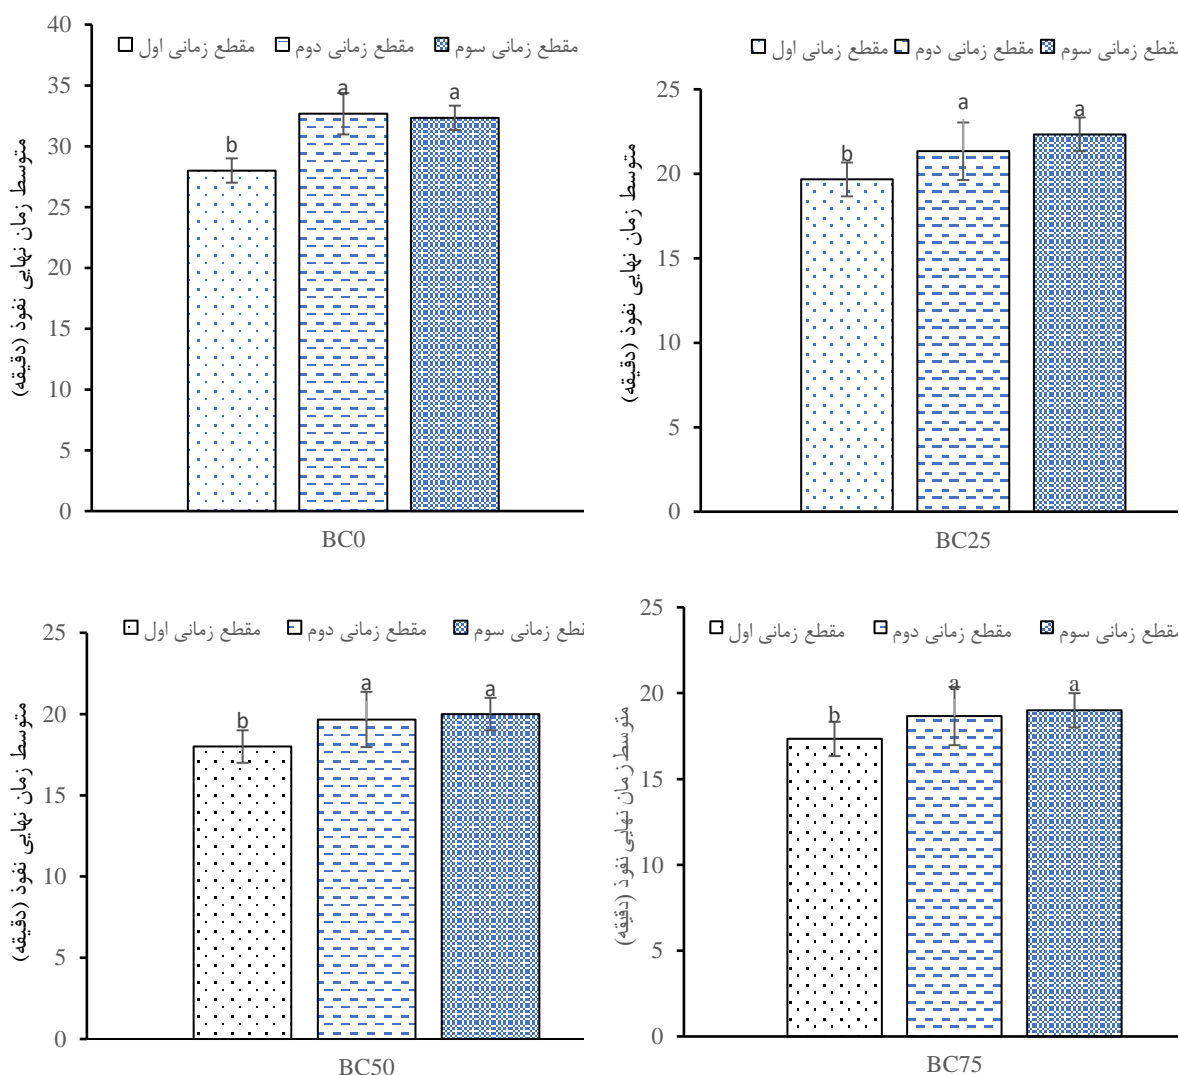 متوسط زمان نهایی نفوذ (دقیقه)
40
35
30
25
20
15
10
5
0
مقطع زمانی اول
مقطع زمانی دوم
مقطع زمانی سوم
b
a
a
BC0
متوسط زمان نهایی نفوذ (دقیقه)
25
20
15
10
5
0
مقطع زمانی اول
مقطع زمانی دوم
مقطع زمانی سوم
b
a
a
BC25
متوسط زمان نهایی نفوذ (دقیقه)
25
20
15
10
5
0
مقطع زمانی اول
مقطع زمانی دوم
قطع زمانی سوم
b
a
a
BC50
متوسط زمان نهایی نفوذ (دقیقه)
25
20
15
10
5
0
مقطع زمانی اول
مقطع زمانی دوم
مقطع زمانی سوم
b
a
a
BC75